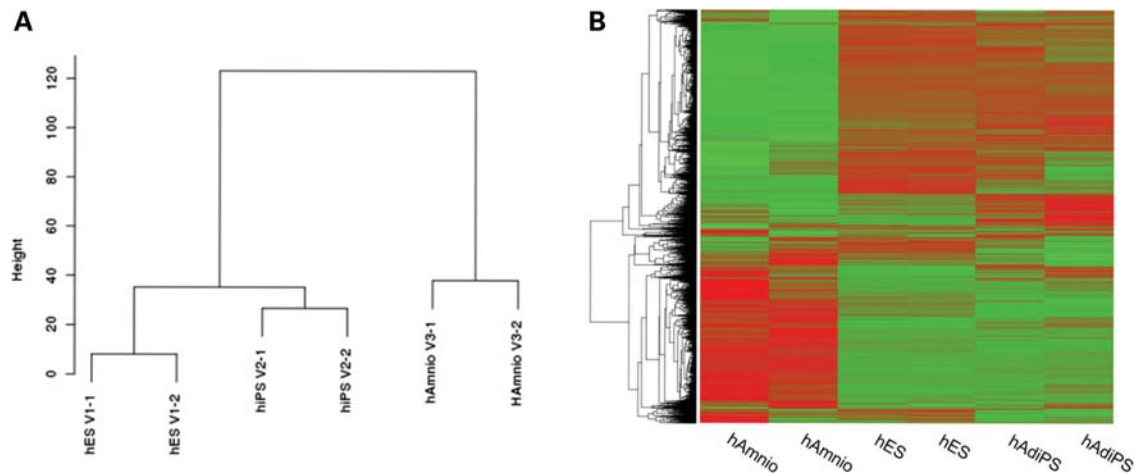 A
B
Height
0
20
40
60
80
100
120
hES V1-1
hES V1-2
hiPS V2-1
hiPS V2-2
hAmnio V3-1
HAmnio V3-2
hAmnio
hAmnio
hES
hES
hAdiPS
hAdiPS